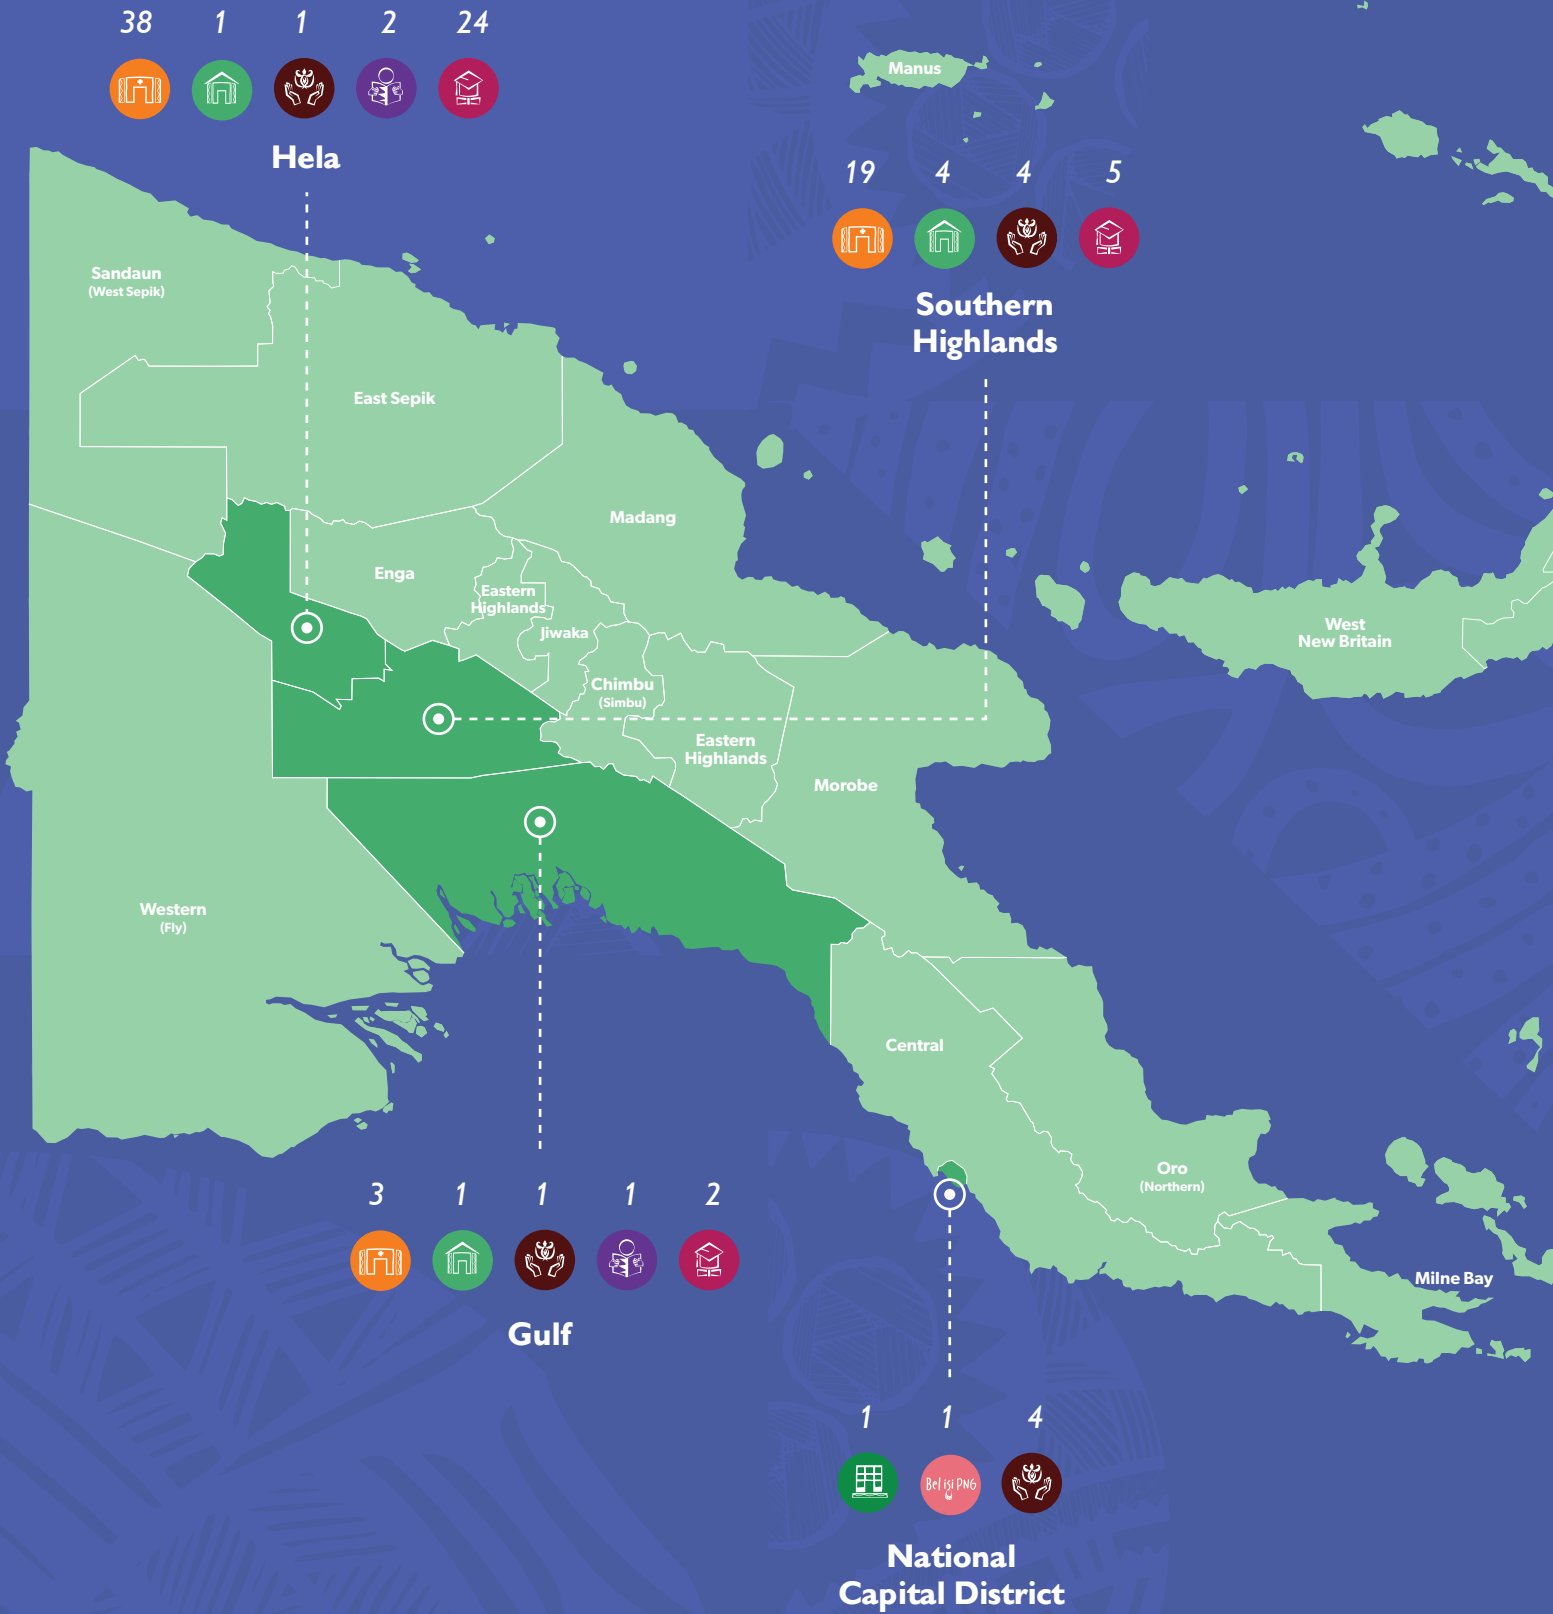 38 1 1 2 24
Hela
Manus
19 4 4 5
Southern
Highlands
Sandaun
(West Sepik)
East Sepik
Madang
Enga
Eastern
Highlands
Jiwaka
Chimbu
(Simbu)
Eastern
Highlands
Morobe
West
New Britain
Western
(Fly)
Central
Oro
(Northern)
Milne Bay
3 1 1 1 2
Gulf
1 1 4
Bel isi PNG
National
Capital District